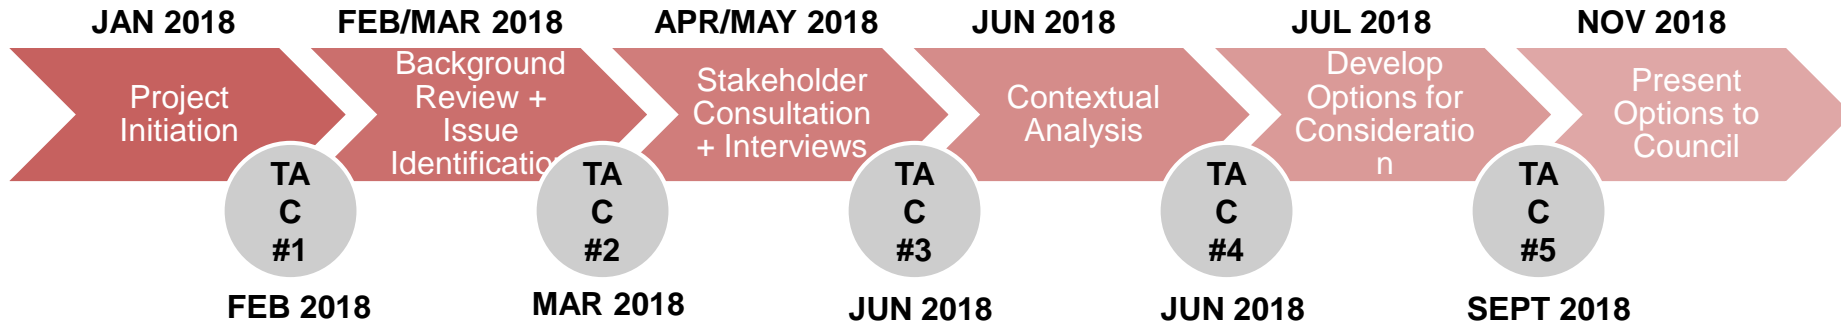 JAN 2018
FEB/MAR 2018
APR/MAY 2018
JUN 2018
JUL 2018
NOV 2018
Project
Initiation
Background
Review +
Issue
Identification
Stakeholder
Consultation
+ Interviews
Contextual
Analysis
Develop
Options for
Consideratio
n
Present
Options to
Council
TA
C
#1
TA
C
#2
TA
C
#3
TA
C
#4
TA
C
#5
FEB 2018
MAR 2018
JUN 2018
JUN 2018
SEPT 2018